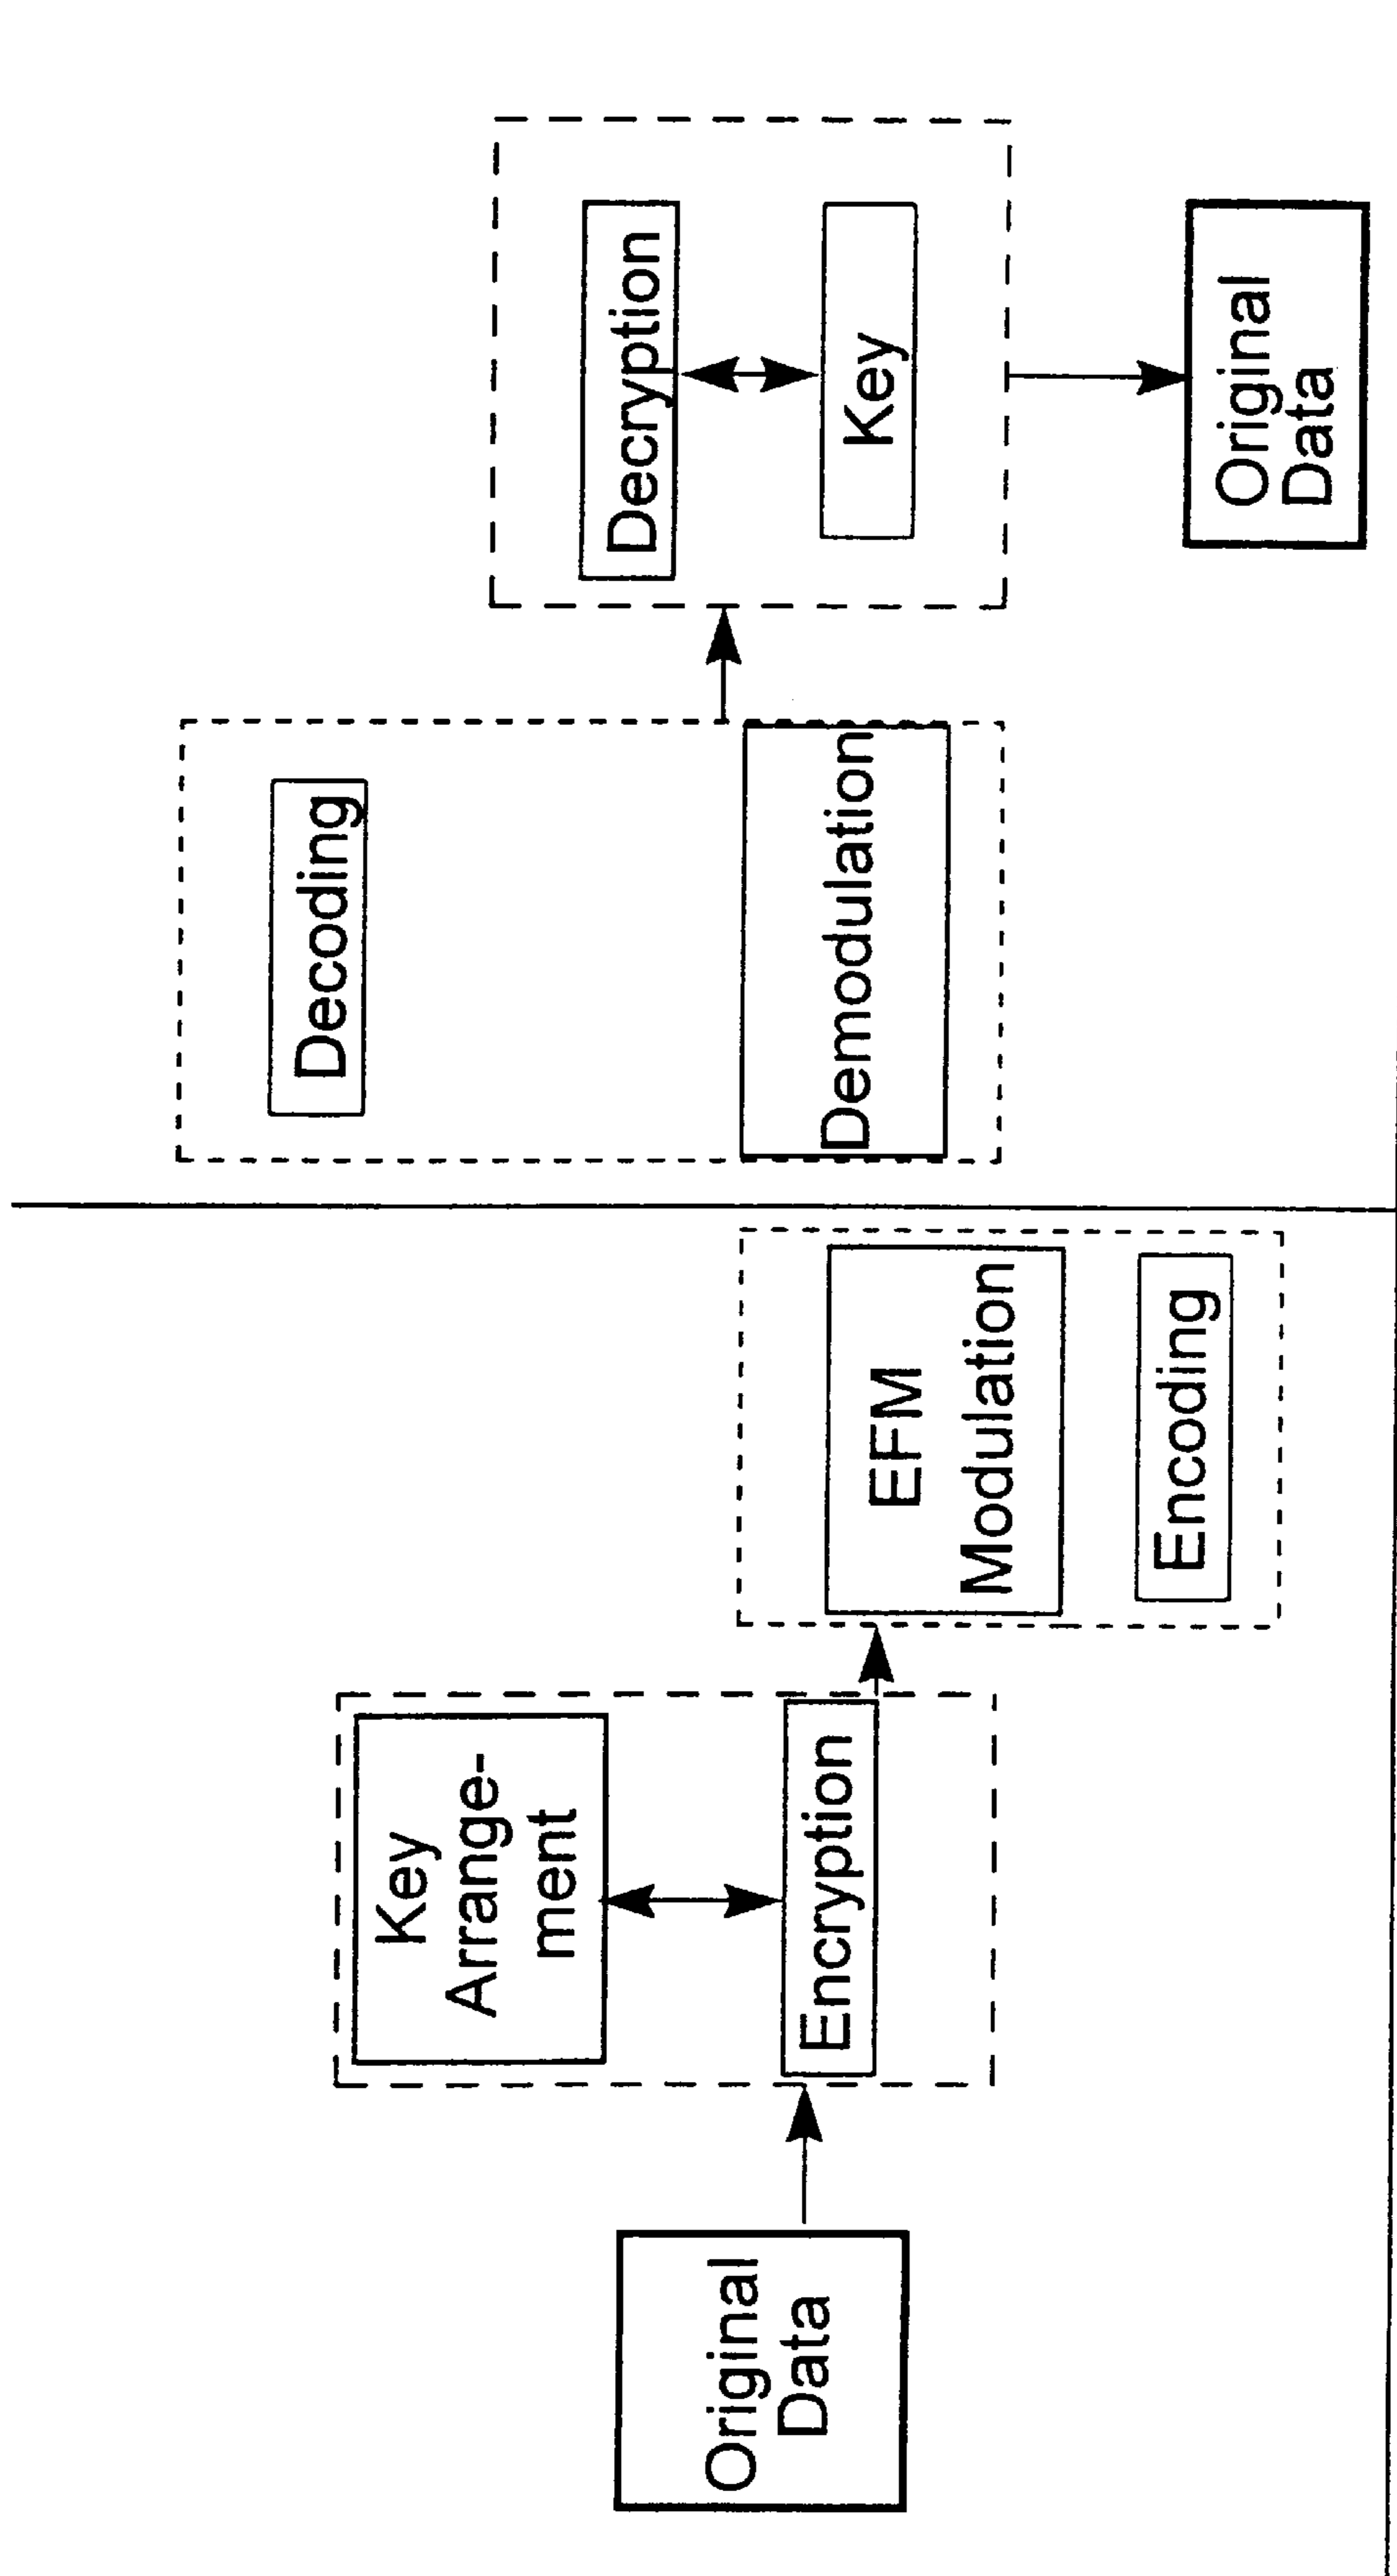 Original
Data
Key
Arrange-
ment
Encryption
EFM
Modulation
Encoding
Decoding
Demodulation
Decryption
Key
Original
Data